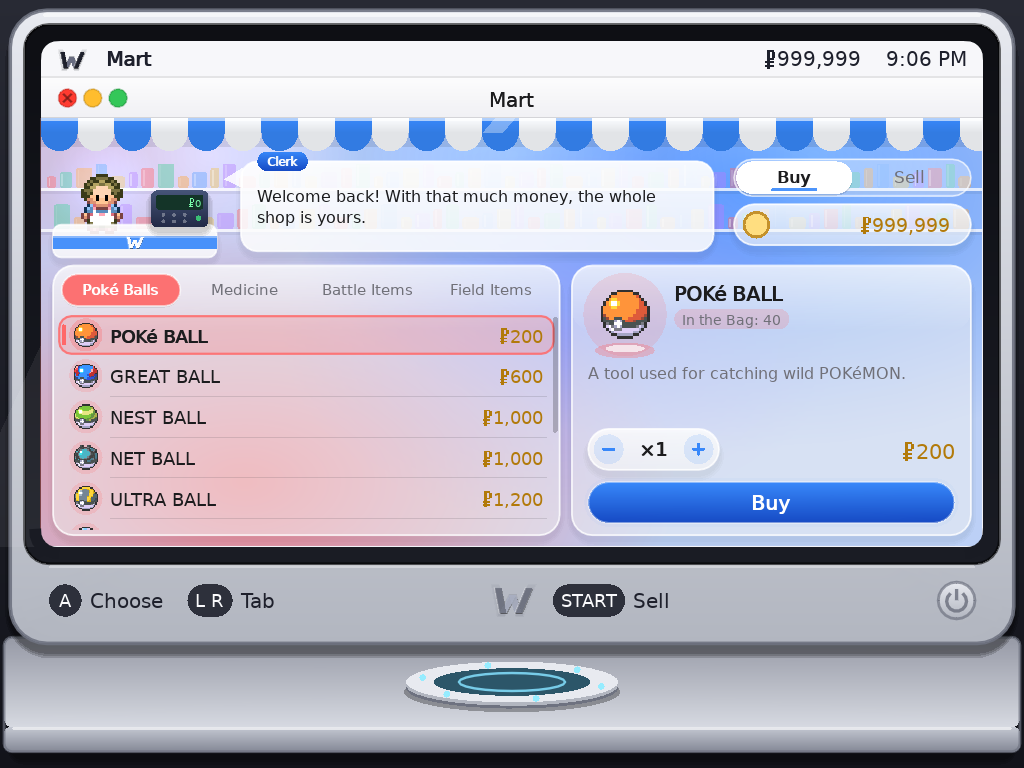 W Mart ₽999,999 9:06 PM
Mart
Clerk
Welcome back! With that much money, the whole
shop is yours.
₽0
W
Buy Sell
₽999,999
Poké Balls Medicine Battle Items Field Items
POKé BALL ₽200
GREAT BALL ₽600
NEST BALL ₽1,000
NET BALL ₽1,000
ULTRA BALL ₽1,200
POKé BALL
In the Bag: 40
A tool used for catching wild POKéMON.
− ×1 + ₽200
Buy
A Choose L R Tab W START Sell